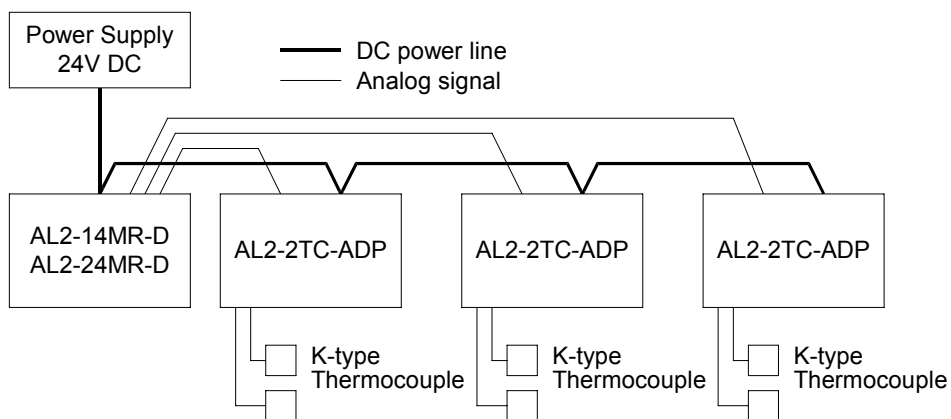 Power Supply
24V DC
DC power line
Analog signal
AL2-14MR-D
AL2-24MR-D
AL2-2TC-ADP
AL2-2TC-ADP
AL2-2TC-ADP
K-type
Thermocouple
K-type
Thermocouple
K-type
Thermocouple